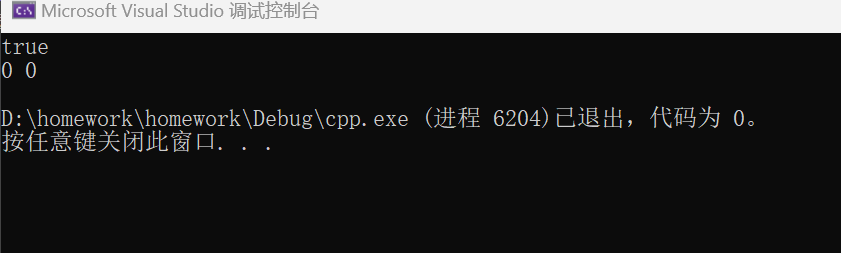 Microsoft Visual Studio 调试控制台
true
0 0
D:\homework\homework\Debug\cpp.exe (进程 6204)已退出，代码为 0。
按任意键关闭此窗口. . .